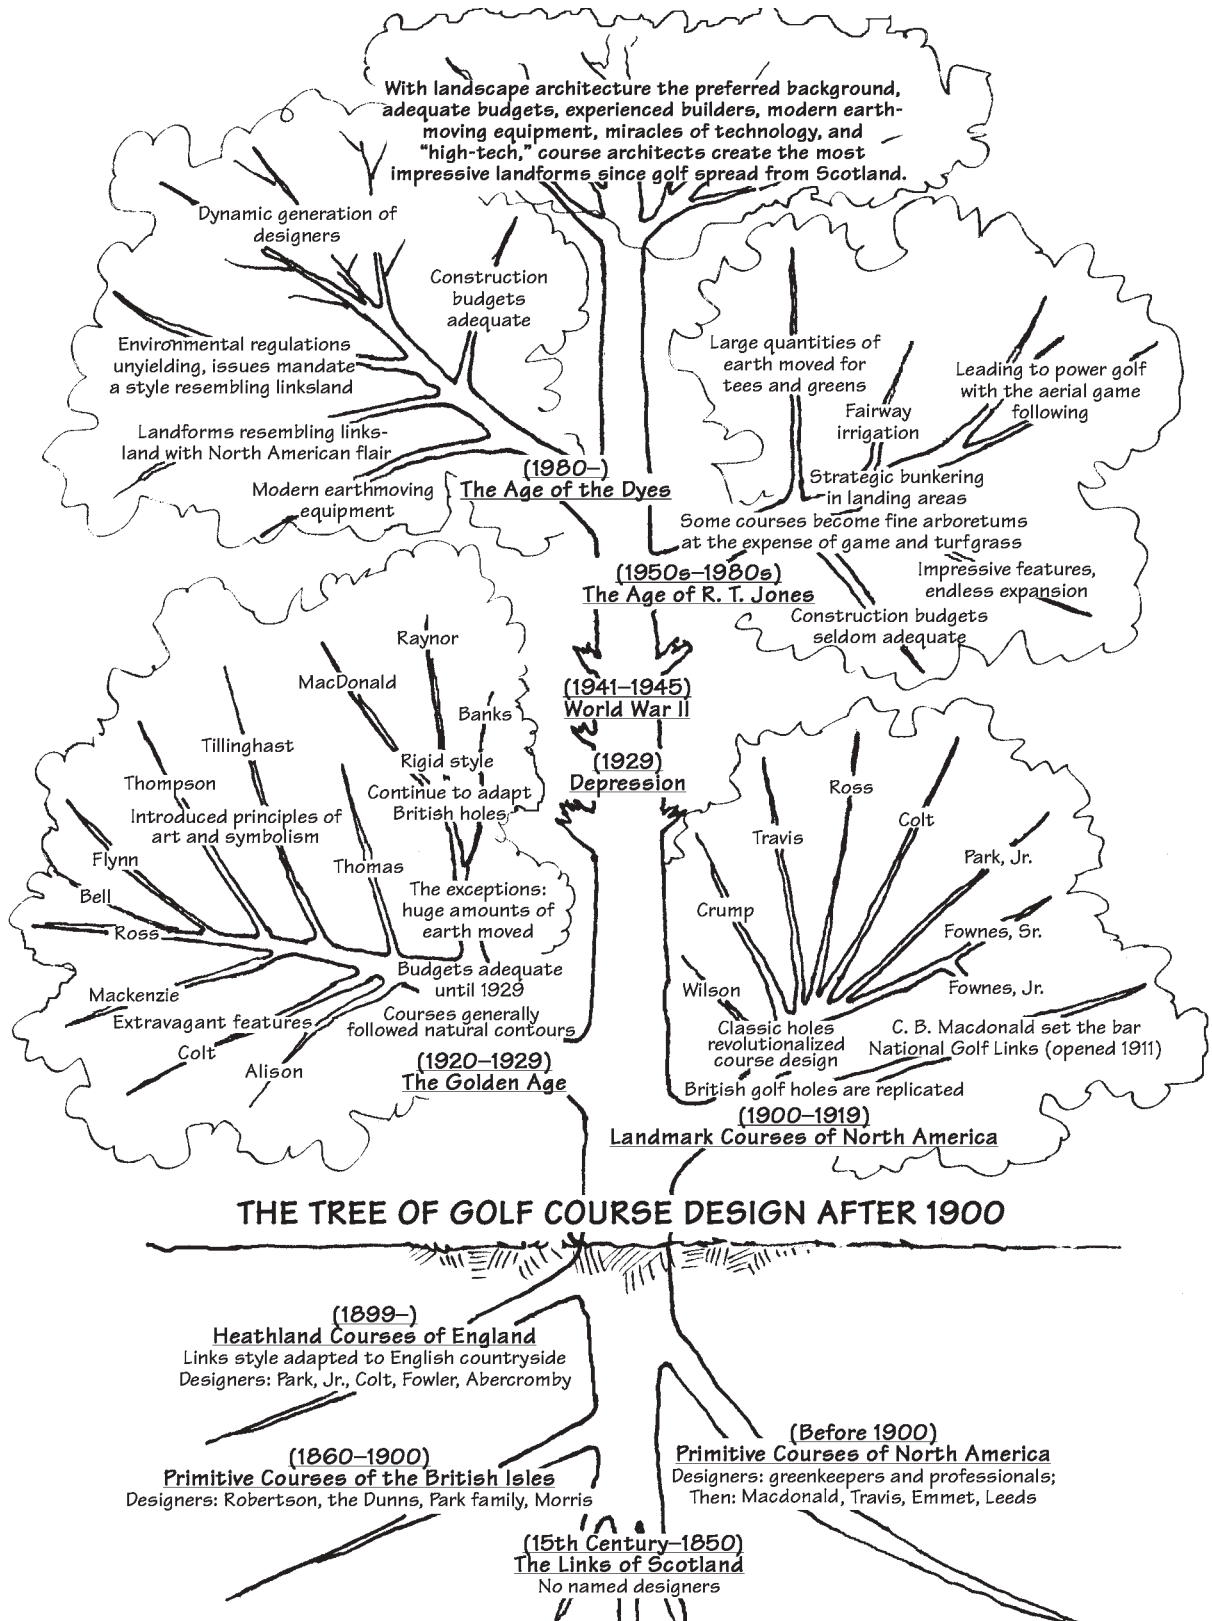 With landscape architecture the preferred background,
adequate budgets, experienced builders, modern earth-
moving equipment, miracles of technology, and
“high-tech,” course architects create the most
impressive landforms since golf spread from Scotland.
Dynamic generation of
designers
Construction
budgets
adequate
Environmental regulations
unyielding, issues mandate
a style resembling linksland
Landforms resembling links-
land with North American flair
Modern earthmoving
equipment
(1980–)
The Age of the Dyes
Large quantities of
earth moved for
tees and greens
Fairway
irrigation
Leading to power golf
with the aerial game
following
Strategic bunkering
in landing areas
Some courses become fine arboretums
at the expense of game and turfgrass
Impressive features,
endless expansion
Construction budgets
seldom adequate
(1950s–1980s)
The Age of R. T. Jones
(1941–1945)
World War II
(1929)
Depression
Raynor
MacDonald
Banks
Tillinghast
Rigid style
Thompson
Continue to adapt
British holes
Introduced principles of
art and symbolism
Flynn
Thomas
Bell
The exceptions:
huge amounts of
earth moved
Ross
Budgets adequate
until 1929
Mackenzie
Extravagant features
Courses generally
followed natural contours
Colt
Alison
(1920–1929)
The Golden Age
Ross
Colt
Travis
Park, Jr.
Crump
Fownes, Sr.
Wilson
Fownes, Jr.
Classic holes
revolutionalized
course design
C. B. Macdonald set the bar
National Golf Links (opened 1911)
British golf holes are replicated
(1900–1919)
Landmark Courses of North America
THE TREE OF GOLF COURSE DESIGN AFTER 1900
(1899–)
Heathland Courses of England
Links style adapted to English countryside
Designers: Park, Jr., Colt, Fowler, Abercromby
(1860–1900)
Primitive Courses of the British Isles
Designers: Robertson, the Dunns, Park family, Morris
(Before 1900)
Primitive Courses of North America
Designers: greenkeepers and professionals;
Then: Macdonald, Travis, Emmet, Leeds
(15th Century–1850)
The Links of Scotland
No named designers